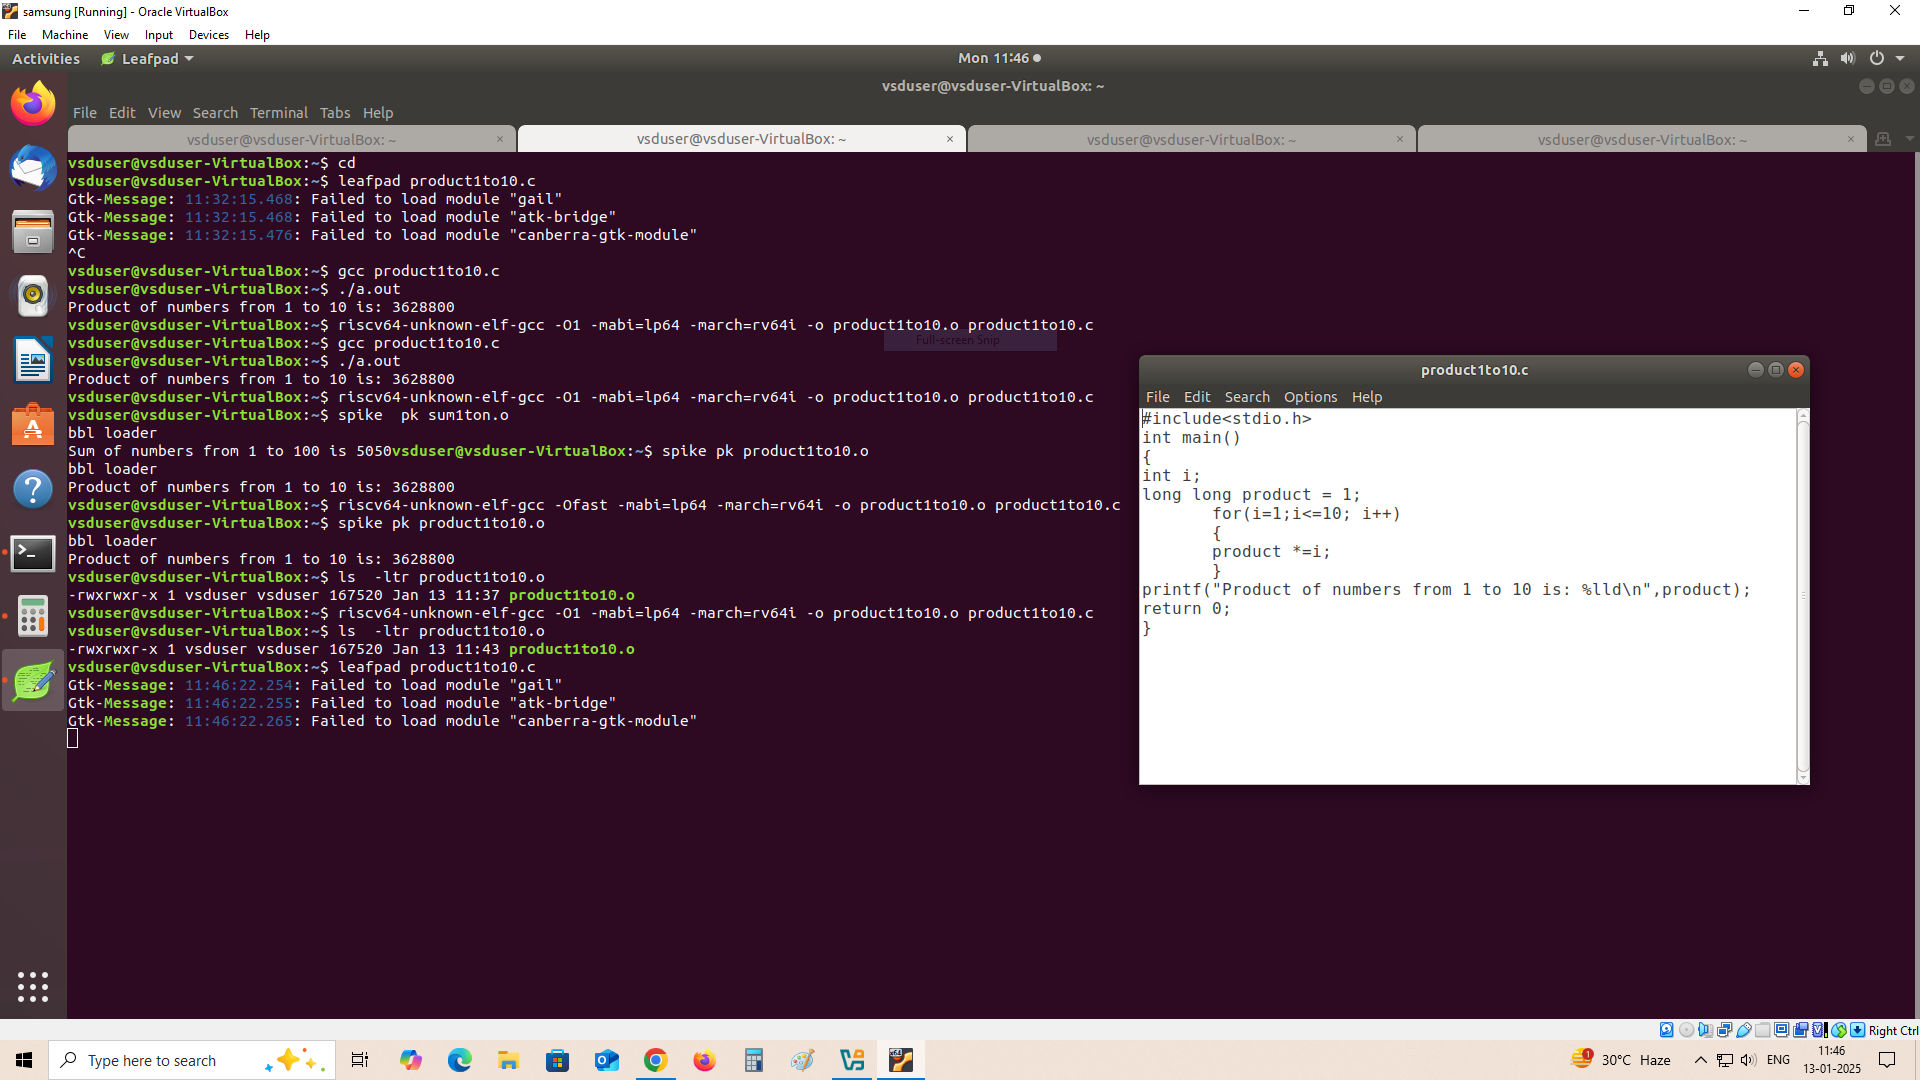 samsung [Running] - Oracle VirtualBox
File Machine View Input Devices Help
Activities Leafpad Mon 11:46
vsduser@vsduser-VirtualBox: ~
File Edit View Search Terminal Tabs Help
vsduser@vsduser-VirtualBox: ~ × vsduser@vsduser-VirtualBox: ~ × vsduser@vsduser-VirtualBox: ~ × vsduser@vsduser-VirtualBox: ~ ×
vsduser@vsduser-VirtualBox:~$ cd
vsduser@vsduser-VirtualBox:~$ leafpad product1to10.c
Gtk-Message: 11:32:15.468: Failed to load module "gail"
Gtk-Message: 11:32:15.468: Failed to load module "atk-bridge"
Gtk-Message: 11:32:15.476: Failed to load module "canberra-gtk-module"
^C
vsduser@vsduser-VirtualBox:~$ gcc product1to10.c
vsduser@vsduser-VirtualBox:~$ ./a.out
Product of numbers from 1 to 10 is: 3628800
vsduser@vsduser-VirtualBox:~$ riscv64-unknown-elf-gcc -O1 -mabi=lp64 -march=rv64i -o product1to10.o product1to10.c
vsduser@vsduser-VirtualBox:~$ gcc product1to10.c
Full-screen Snip
vsduser@vsduser-VirtualBox:~$ ./a.out
Product of numbers from 1 to 10 is: 3628800
vsduser@vsduser-VirtualBox:~$ riscv64-unknown-elf-gcc -O1 -mabi=lp64 -march=rv64i -o product1to10.o product1to10.c
vsduser@vsduser-VirtualBox:~$ spike  pk sum1ton.o
bbl loader
Sum of numbers from 1 to 100 is 5050vsduser@vsduser-VirtualBox:~$ spike pk product1to10.o
bbl loader
Product of numbers from 1 to 10 is: 3628800
vsduser@vsduser-VirtualBox:~$ riscv64-unknown-elf-gcc -Ofast -mabi=lp64 -march=rv64i -o product1to10.o product1to10.c
vsduser@vsduser-VirtualBox:~$ spike pk product1to10.o
bbl loader
Product of numbers from 1 to 10 is: 3628800
vsduser@vsduser-VirtualBox:~$ ls  -ltr product1to10.o
-rwxrwxr-x 1 vsduser vsduser 167520 Jan 13 11:37 product1to10.o
vsduser@vsduser-VirtualBox:~$ riscv64-unknown-elf-gcc -O1 -mabi=lp64 -march=rv64i -o product1to10.o product1to10.c
vsduser@vsduser-VirtualBox:~$ ls  -ltr product1to10.o
-rwxrwxr-x 1 vsduser vsduser 167520 Jan 13 11:43 product1to10.o
vsduser@vsduser-VirtualBox:~$ leafpad product1to10.c
Gtk-Message: 11:46:22.254: Failed to load module "gail"
Gtk-Message: 11:46:22.255: Failed to load module "atk-bridge"
Gtk-Message: 11:46:22.265: Failed to load module "canberra-gtk-module"
product1to10.c
File Edit Search Options Help
#include<stdio.h>
int main()
{
int i;
long long product = 1;
for(i=1;i<=10; i++)
{
product *=i;
}
printf("Product of numbers from 1 to 10 is: %lld\n",product);
return 0;
}
Right Ctrl
Type here to search
1 30°C Haze
ENG
11:46
13-01-2025